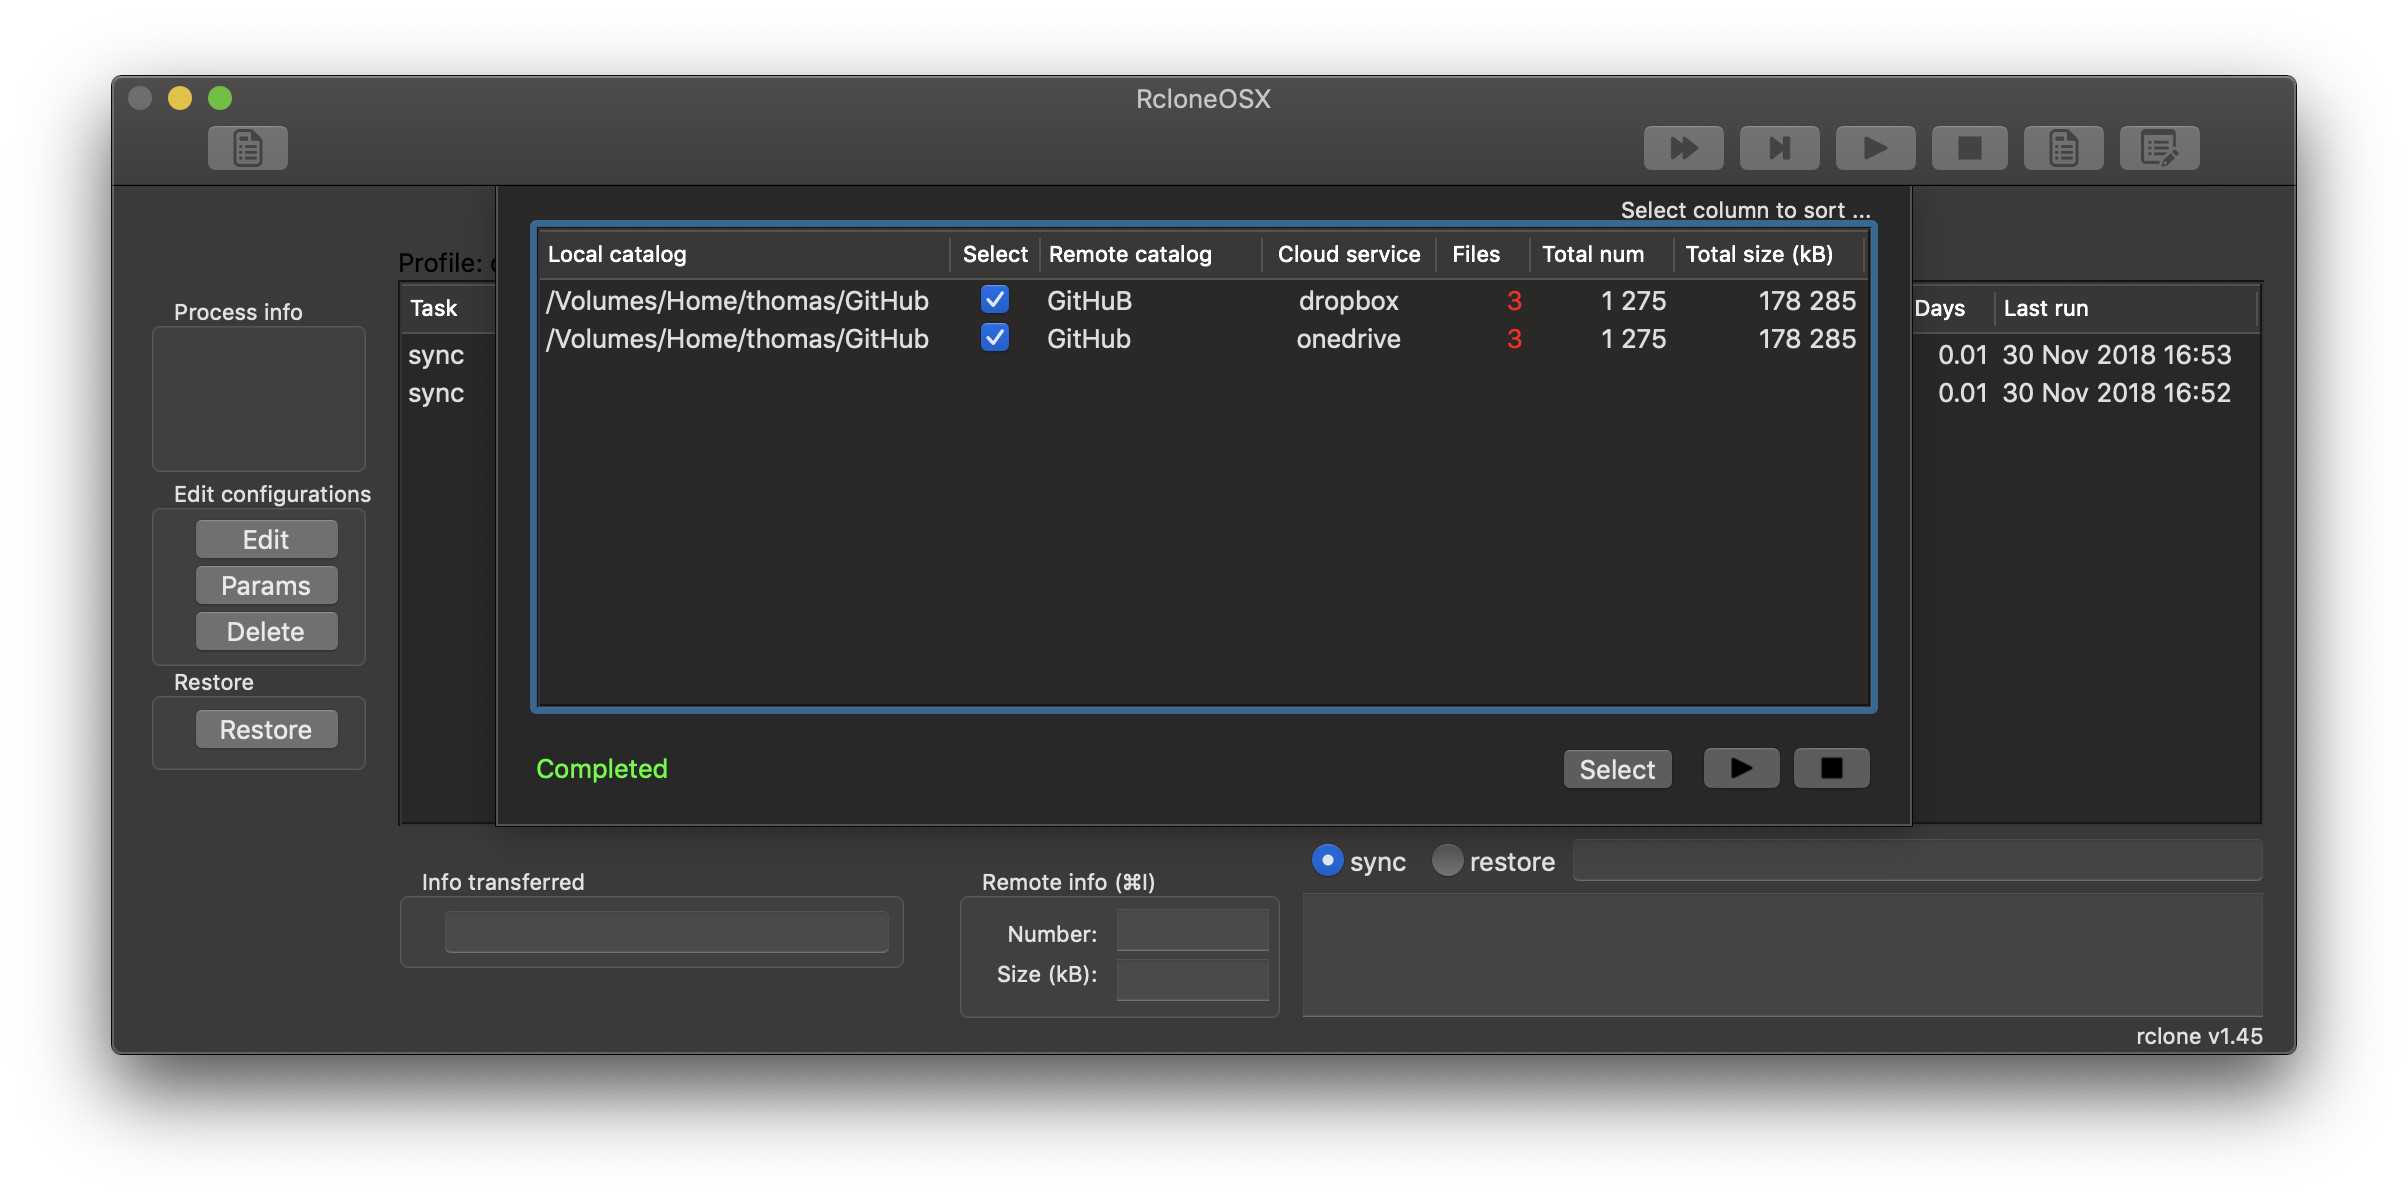 RcloneOSX
Select column to sort ...
Local catalog Select Remote catalog Cloud service Files Total num Total size (kB)
/Volumes/Home/thomas/GitHub GitHuB dropbox 3 1 275 178 285
/Volumes/Home/thomas/GitHub GitHub onedrive 3 1 275 178 285
Completed
Select
Profile:
Task Days Last run
sync 0.01 30 Nov 2018 16:53
sync 0.01 30 Nov 2018 16:52
Process info
Edit configurations
Edit
Params
Delete
Restore
Restore
sync restore
Info transferred
Remote info (⌘I)
Number:
Size (kB):
rclone v1.45